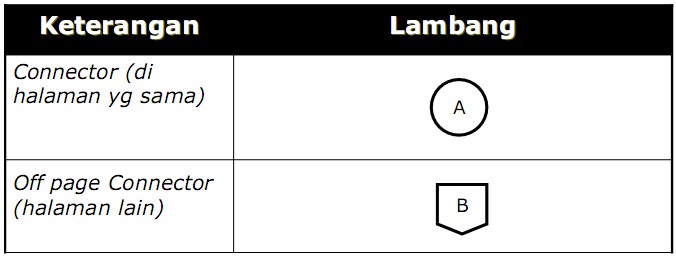 Keterangan Lambang
Connector (di
halaman yg sama)
A
Off page Connector
(halaman lain)
B